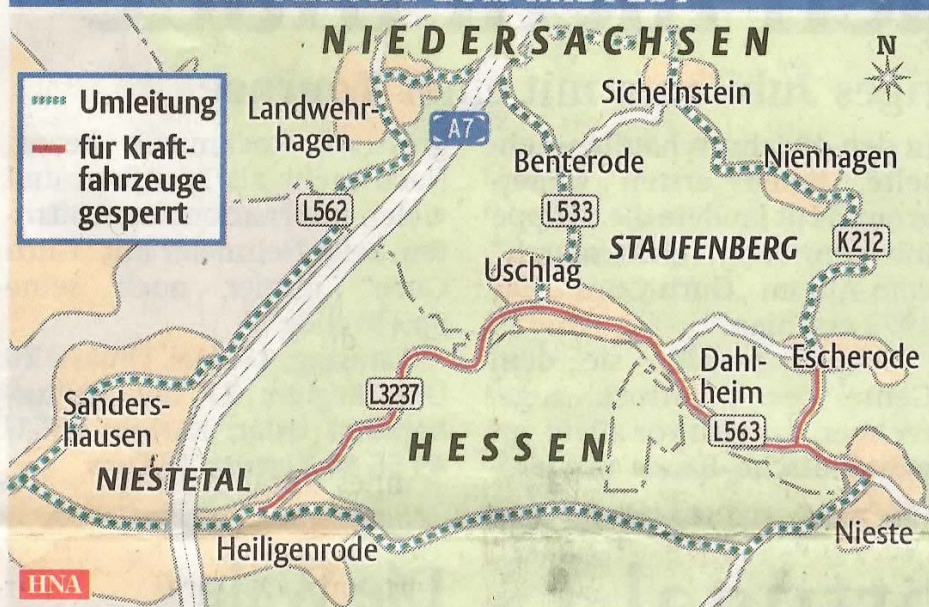 NIEDERSACHSEN
N
Umleitung
für Kraft-
fahrzeuge
gesperrt
Landwehr-
hagen
A7
Sichelnstein
Benterode
Nienhagen
L562
L533
STAUFENBERG
K212
Uschlag
Dahl-
heim
Escherode
L3237
L563
Sanders-
hausen
HESSEN
NIESTETAL
Heiligenrode
Nieste
HNA